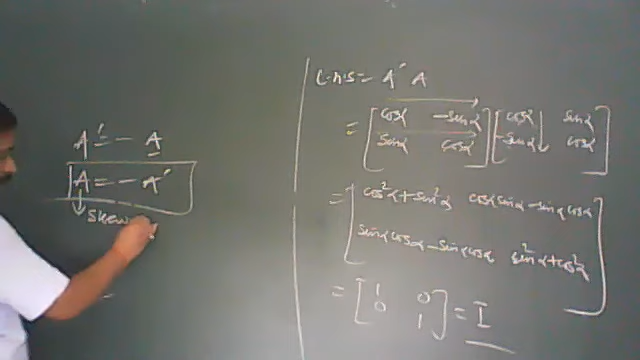 A' = - A
A = - A'
Skew
L.H.S = A' A
= [cosα -sinα] [cosα sinα]
[sinα cosα] [-sinα cosα]
= [cos²α + sin²α cosα sinα - sinα cosα]
[sinα cosα - sinα cosα sin²α + cos²α]
= [1 0] = I
[0 1]